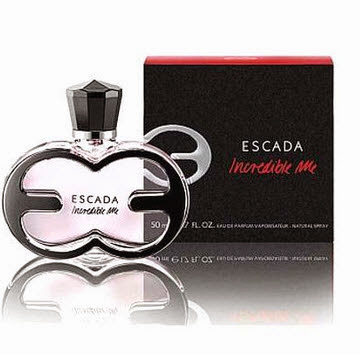 ESCADA
Incredible Me
ESCADA
Incredible Me
50 ml 1.7 FL. OZ. EAU DE PARFUM VAPORISATEUR - NATURAL SPRAY